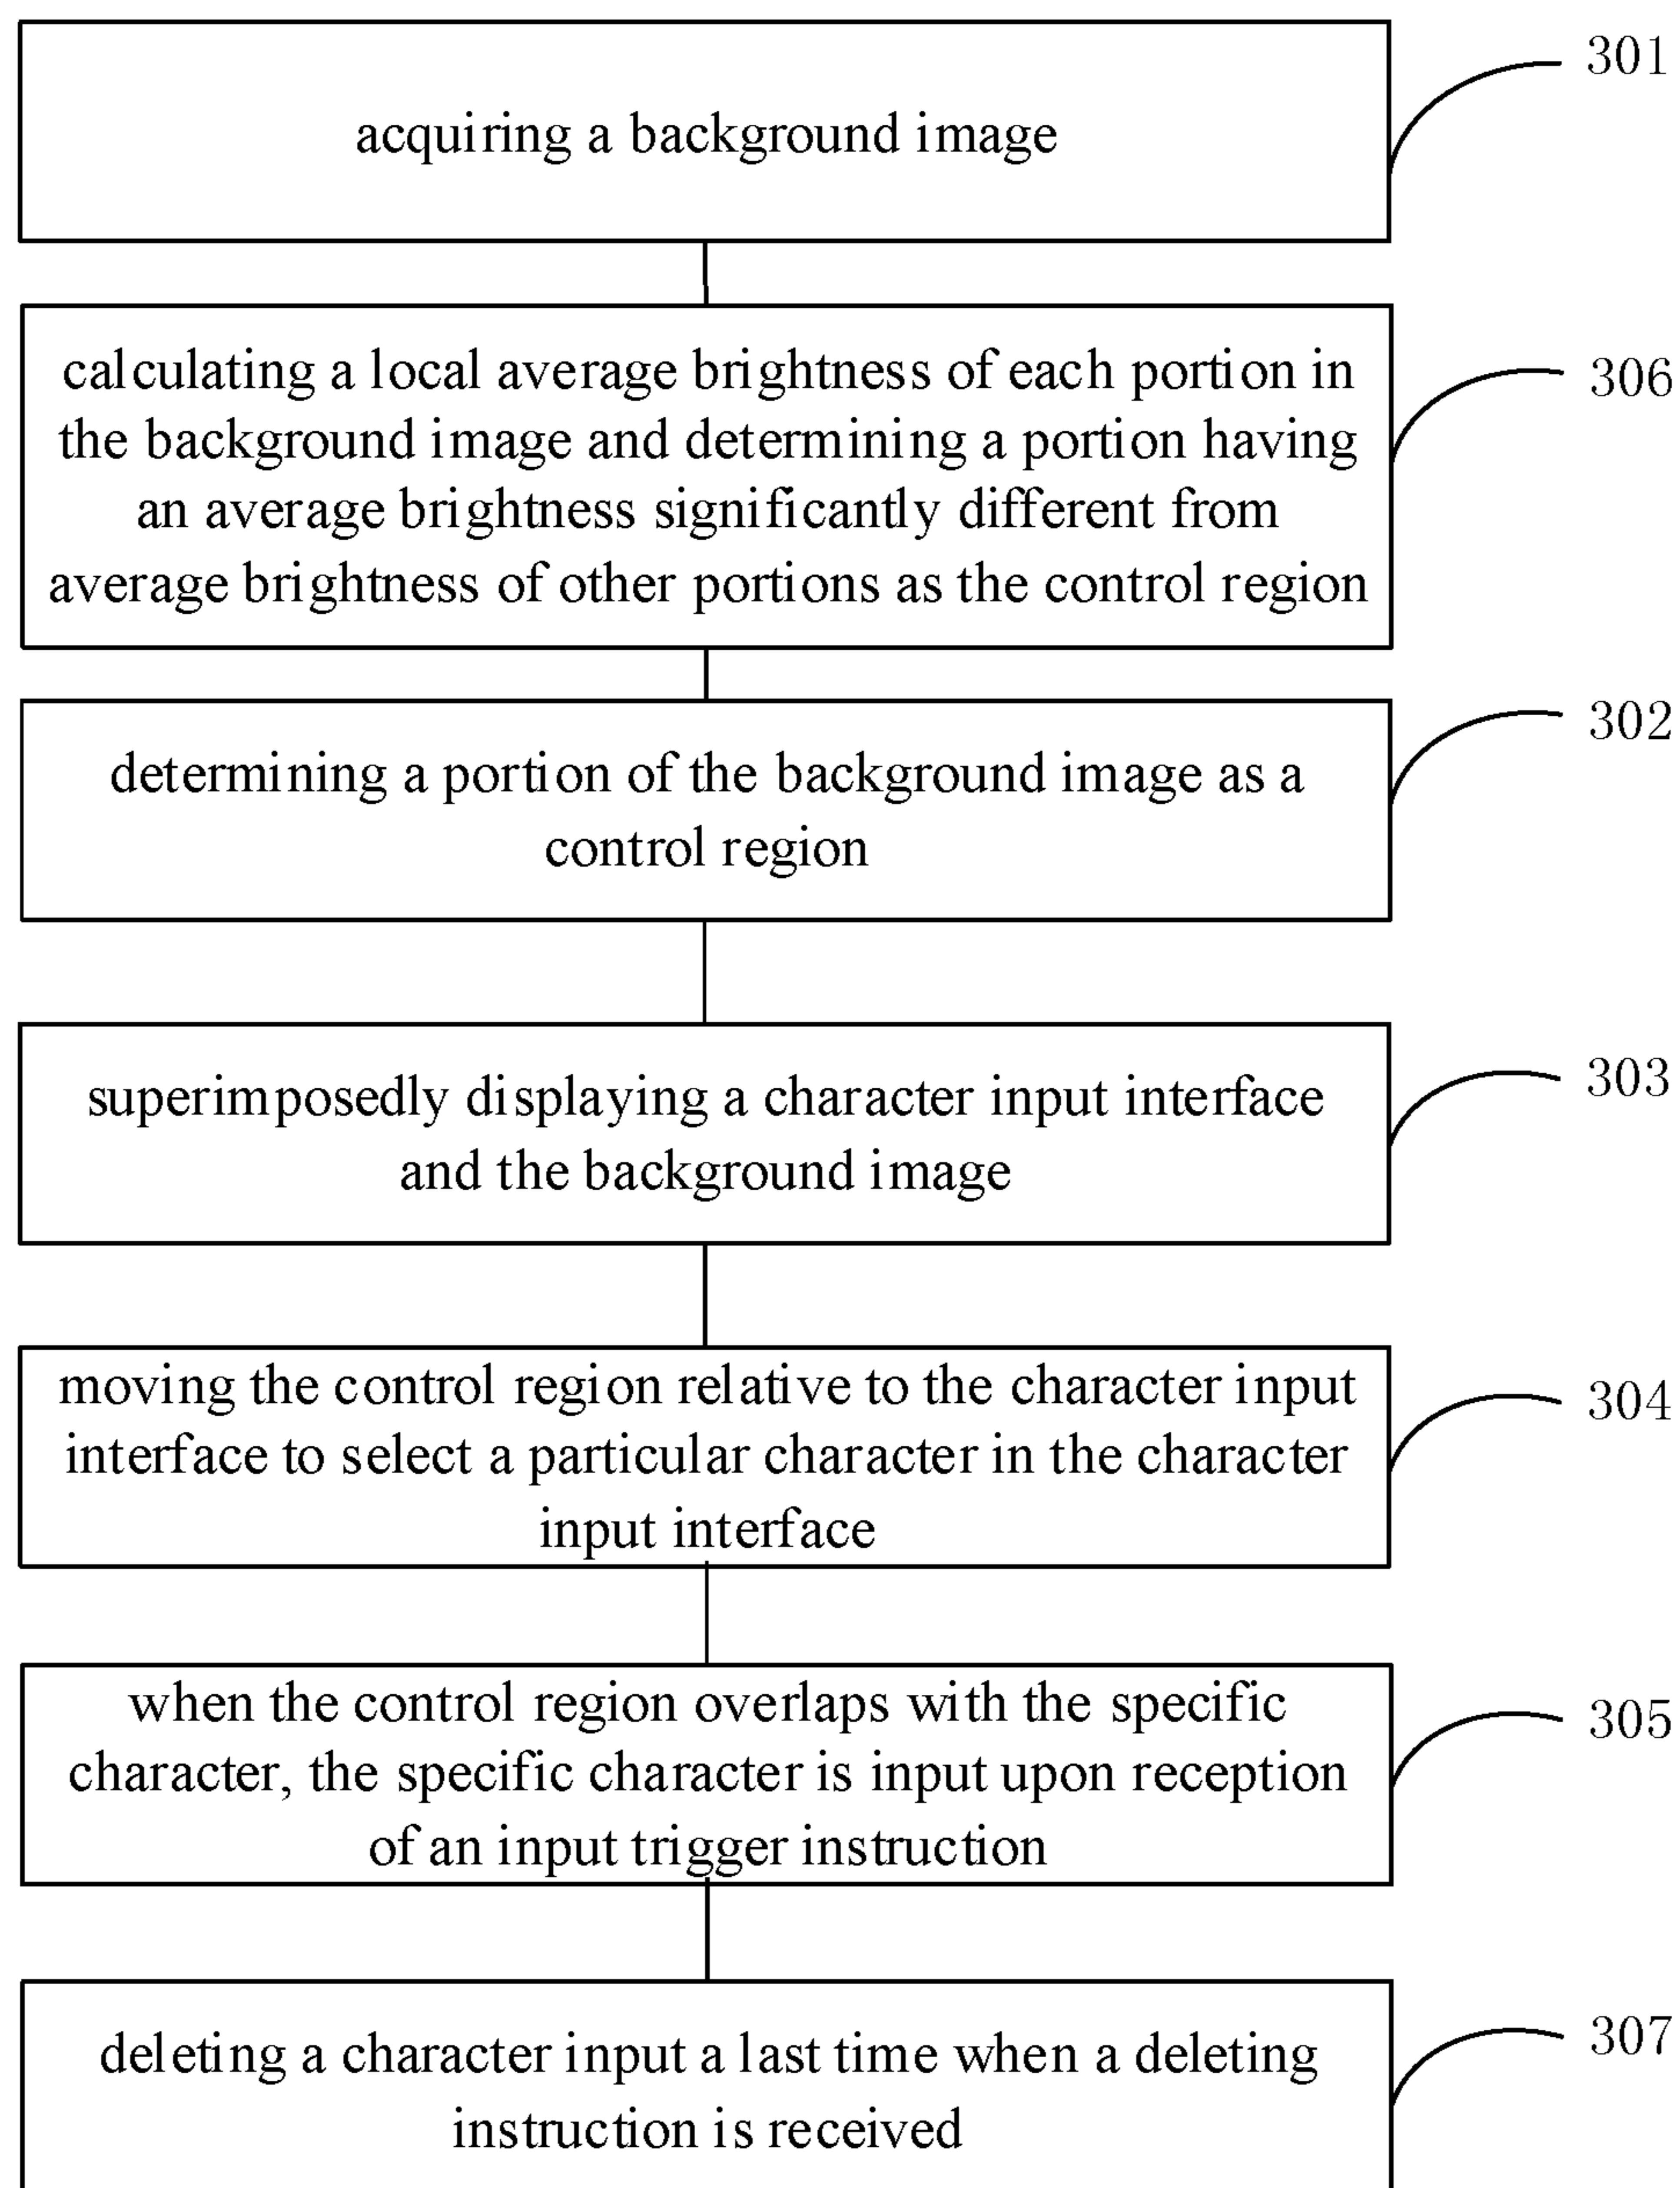 301
acquiring a background image
306
calculating a local average brightness of each portion in
the background image and determining a portion having
an average brightness significantly different from
average brightness of other portions as the control region
302
determining a portion of the background image as a
control region
303
superimposedly displaying a character input interface
and the background image
304
moving the control region relative to the character input
interface to select a particular character in the character
input interface
305
when the control region overlaps with the specific
character, the specific character is input upon reception
of an input trigger instruction
307
deleting a character input a last time when a deleting
instruction is received